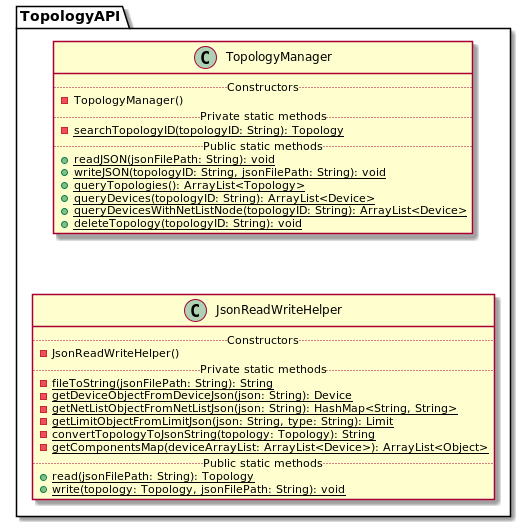 TopologyAPI
C TopologyManager
Constructors
TopologyManager()
Private static methods
searchTopologyID(topologyID: String): Topology
Public static methods
readJSON(jsonFilePath: String): void
writeJSON(topologyID: String, jsonFilePath: String): void
queryTopologies(): ArrayList<Topology>
queryDevices(topologyID: String): ArrayList<Device>
queryDevicesWithNetListNode(topologyID: String): ArrayList<Device>
deleteTopology(topologyID: String): void
C JsonReadWriteHelper
Constructors
JsonReadWriteHelper()
Private static methods
fileToString(jsonFilePath: String): String
getDeviceObjectFromDeviceJson(json: String): Device
getNetListObjectFromNetListJson(json: String): HashMap<String, String>
getLimitObjectFromLimitJson(json: String, type: String): Limit
convertTopologyToJsonString(topology: Topology): String
getComponentsMap(deviceArrayList: ArrayList<Device>): ArrayList<Object>
Public static methods
read(jsonFilePath: String): Topology
write(topology: Topology, jsonFilePath: String): void